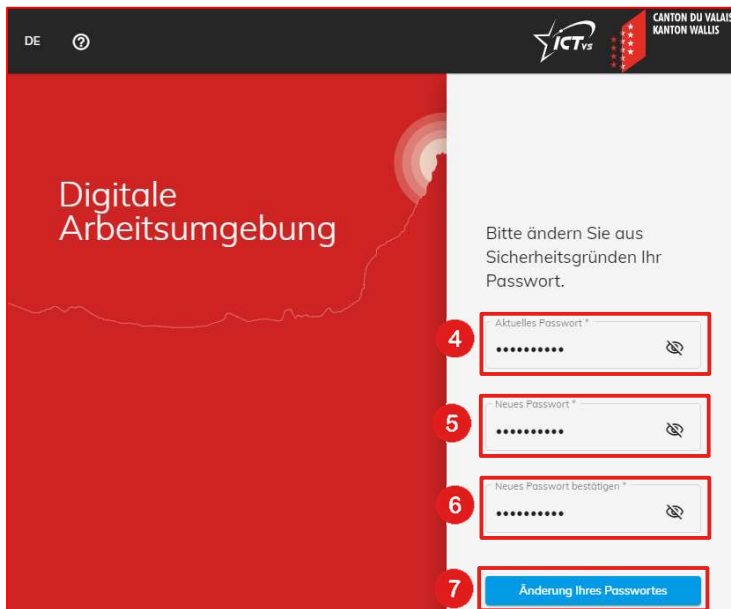 DE
ICTvs
CANTON DU VALAIS
KANTON WALLIS
Digitale
Arbeitsumgebung
Bitte ändern Sie aus
Sicherheitsgründen Ihr
Passwort.
4
Aktuelles Passwort *
••••••••••
5
Neues Passwort *
••••••••••
6
Neues Passwort bestätigen *
••••••••••
7
Änderung Ihres Passwortes